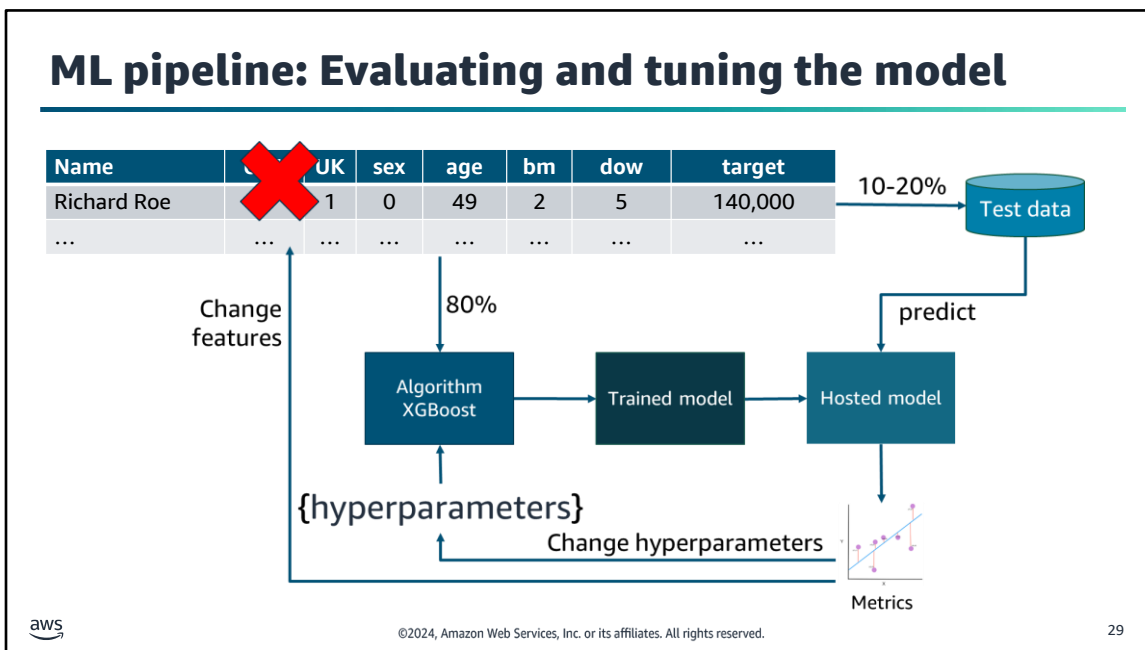 ML pipeline: Evaluating and tuning the model
Name UK sex age bm dow target
Richard Roe 1 0 49 2 5 140,000
... ... ... ... ... ... ... ...
10-20%
Test data
Change
features
80%
predict
Algorithm
XGBoost
Trained model
Hosted model
{hyperparameters}
Change hyperparameters
Metrics
aws
©2024, Amazon Web Services, Inc. or its affiliates. All rights reserved.
29